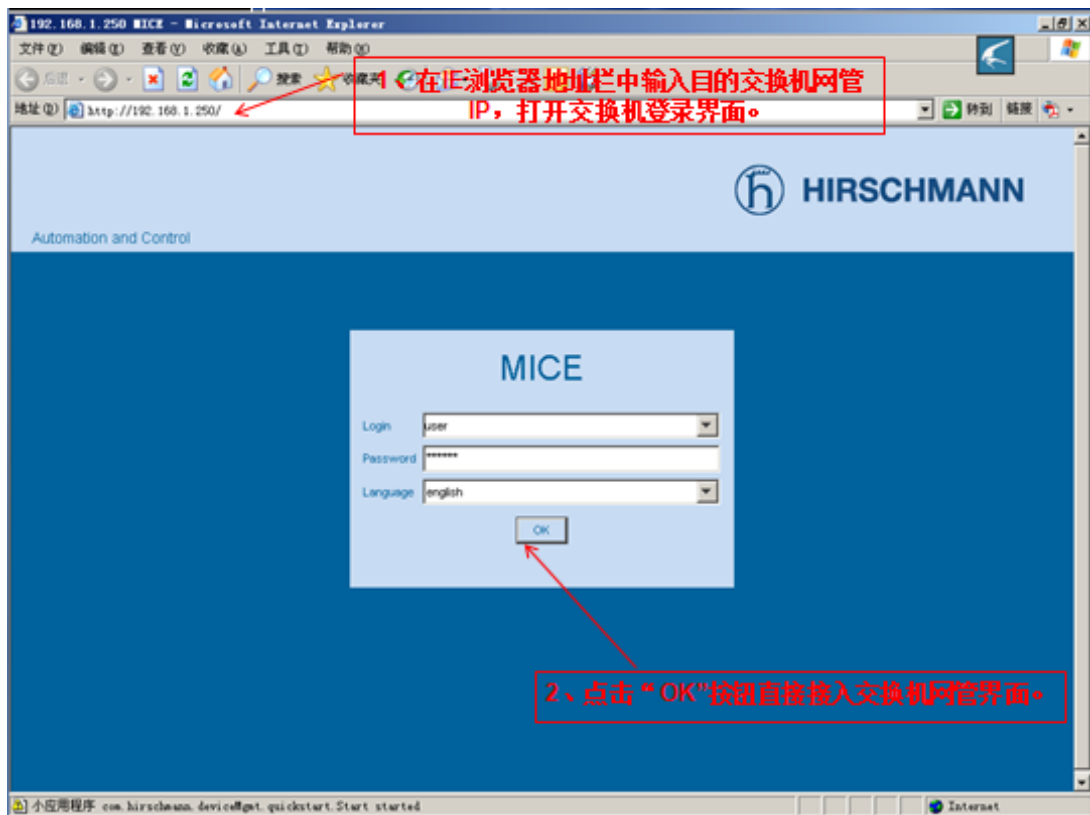 192.168.1.250 MICE - Microsoft Internet Explorer
文件(F) 编辑(E) 查看(V) 收藏(A) 工具(T) 帮助(H)
后退 搜索 收藏夹
1、在IE浏览器地址栏中输入目的交换机网管
IP，打开交换机登录界面。
地址(D) http://192.168.1.250/ 转到 链接
HIRSCHMANN
Automation and Control
MICE
Login user
Password ******
Language english
OK
2、点击“OK”按钮直接接入交换机网管界面。
小应用程序 com.hirschmann.deviceMgmt.quickstart.Start started Internet